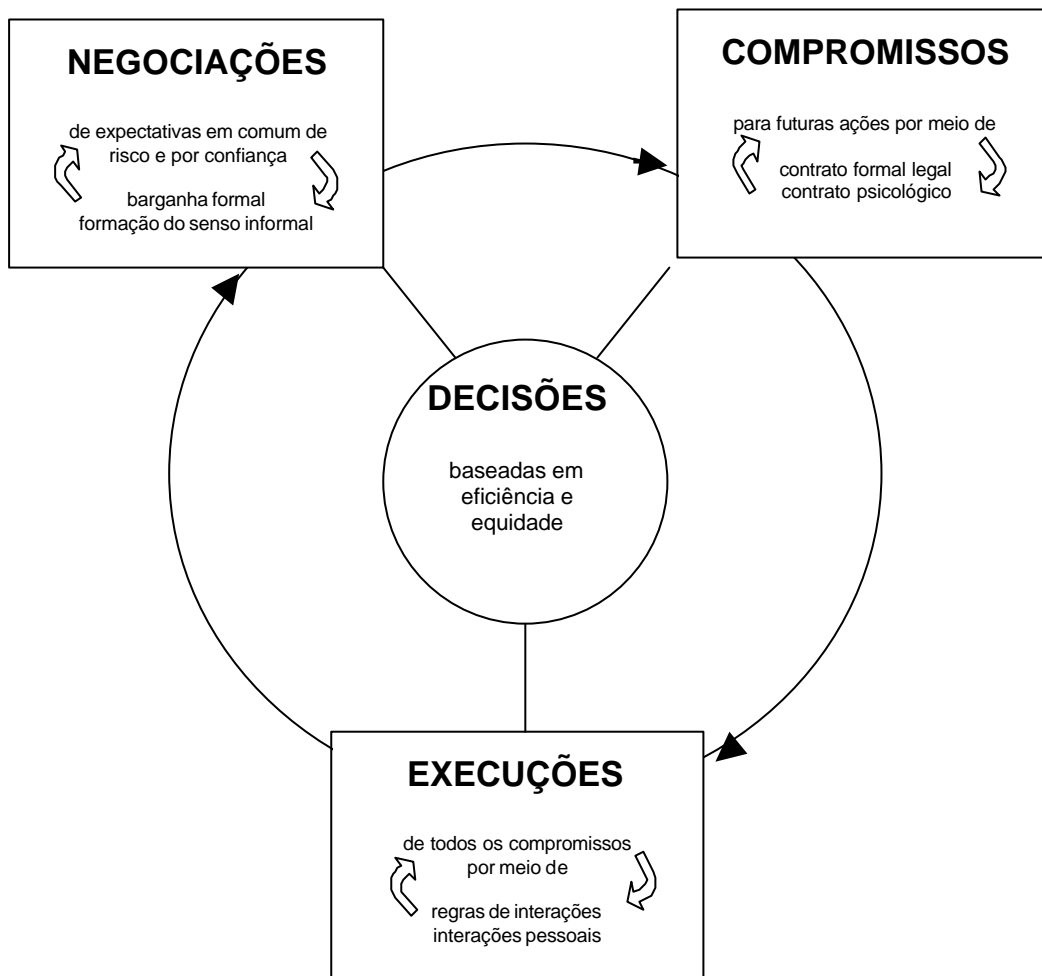 NEGOCIAÇÕES
de expectativas em comum de
risco e por confiança
barganha formal
formação do senso informal
COMPROMISSOS
para futuras ações por meio de
contrato formal legal
contrato psicológico
DECISÕES
baseadas em
eficiência e
equidade
EXECUÇÕES
de todos os compromissos
por meio de
regras de interações
interações pessoais